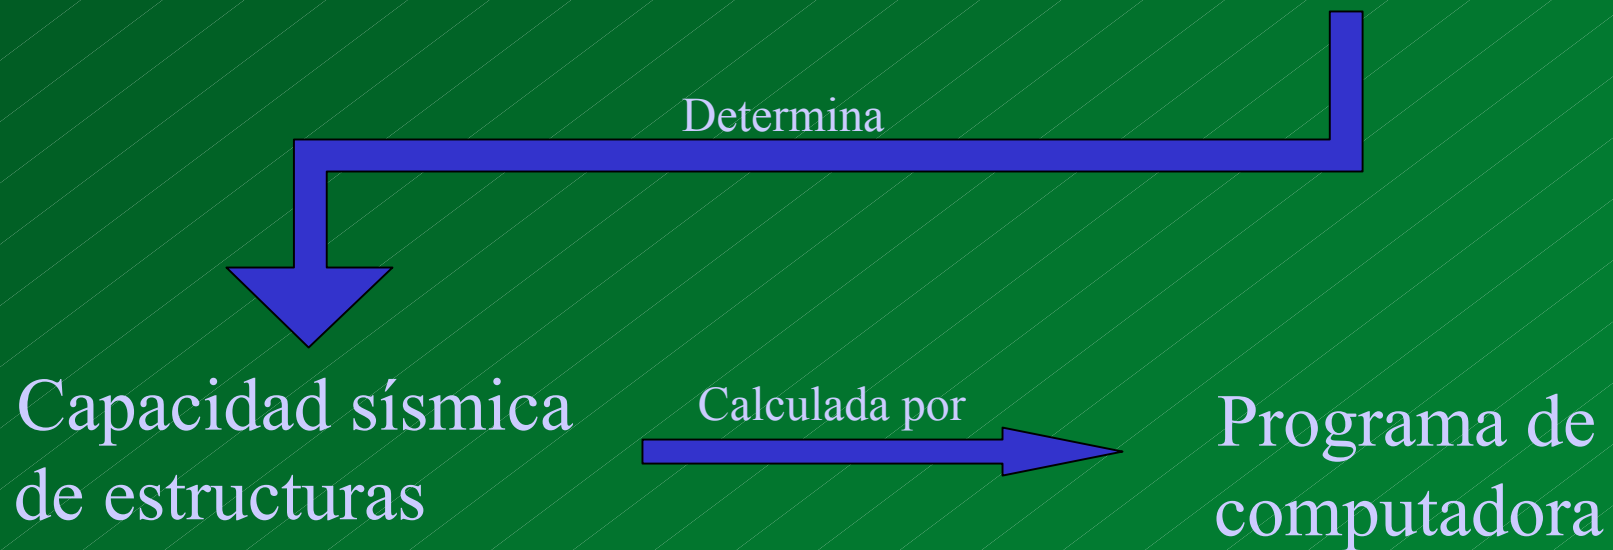 Determina
Capacidad sísmica
de estructuras
Calculada por
Programa de
computadora